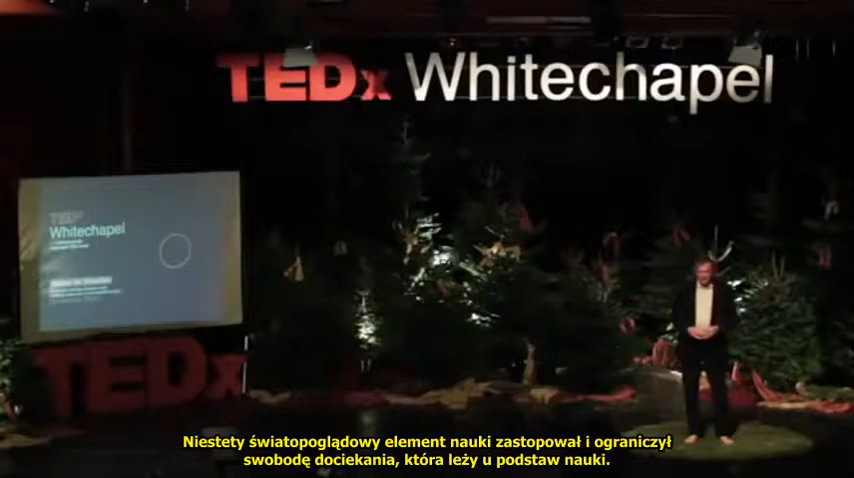 TEDx Whitechapel
TEDx
Whitechapel
TEDx
Niestety światopoglądowy element nauki zastopował i ograniczył
swobodę dociekania, która leży u podstaw nauki.